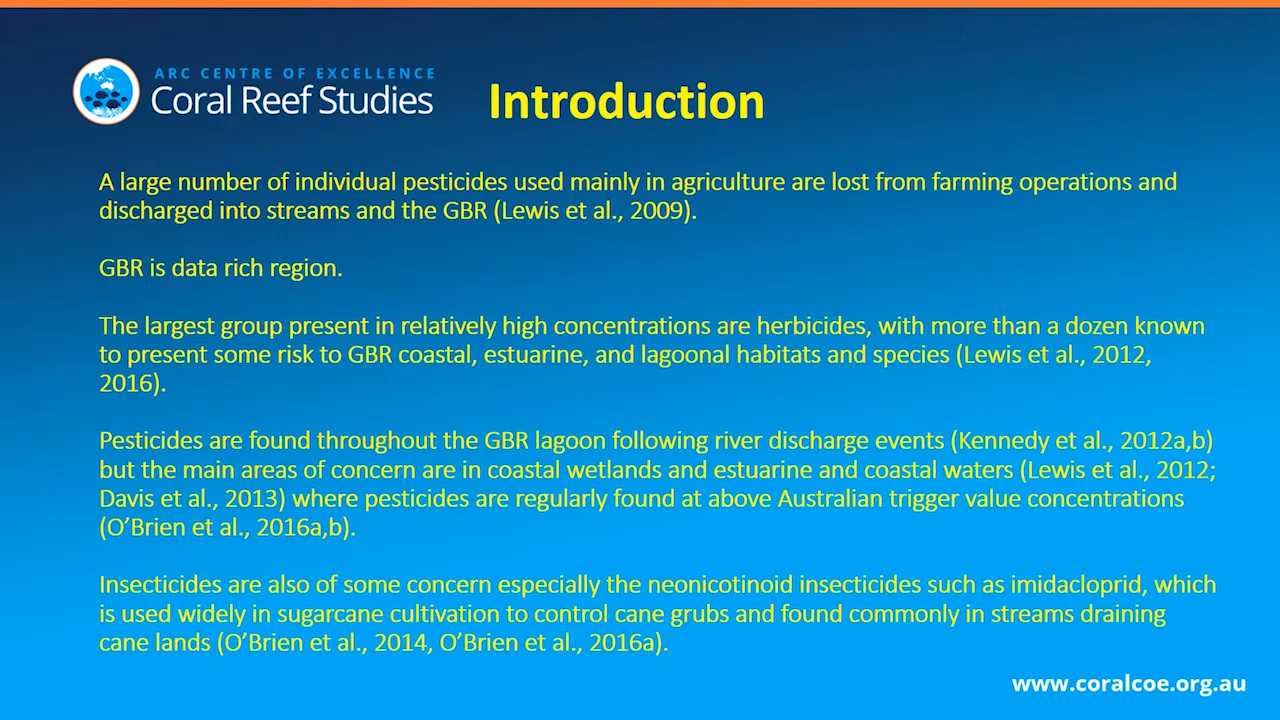 ARC CENTRE OF EXCELLENCE
Coral Reef Studies
Introduction
A large number of individual pesticides used mainly in agriculture are lost from farming operations and
discharged into streams and the GBR (Lewis et al., 2009).
GBR is data rich region.
The largest group present in relatively high concentrations are herbicides, with more than a dozen known
to present some risk to GBR coastal, estuarine, and lagoonal habitats and species (Lewis et al., 2012,
2016).
Pesticides are found throughout the GBR lagoon following river discharge events (Kennedy et al., 2012a,b)
but the main areas of concern are in coastal wetlands and estuarine and coastal waters (Lewis et al., 2012;
Davis et al., 2013) where pesticides are regularly found at above Australian trigger value concentrations
(O’Brien et al., 2016a,b).
Insecticides are also of some concern especially the neonicotinoid insecticides such as imidacloprid, which
is used widely in sugarcane cultivation to control cane grubs and found commonly in streams draining
cane lands (O’Brien et al., 2014, O’Brien et al., 2016a).
www.coralcoe.org.au